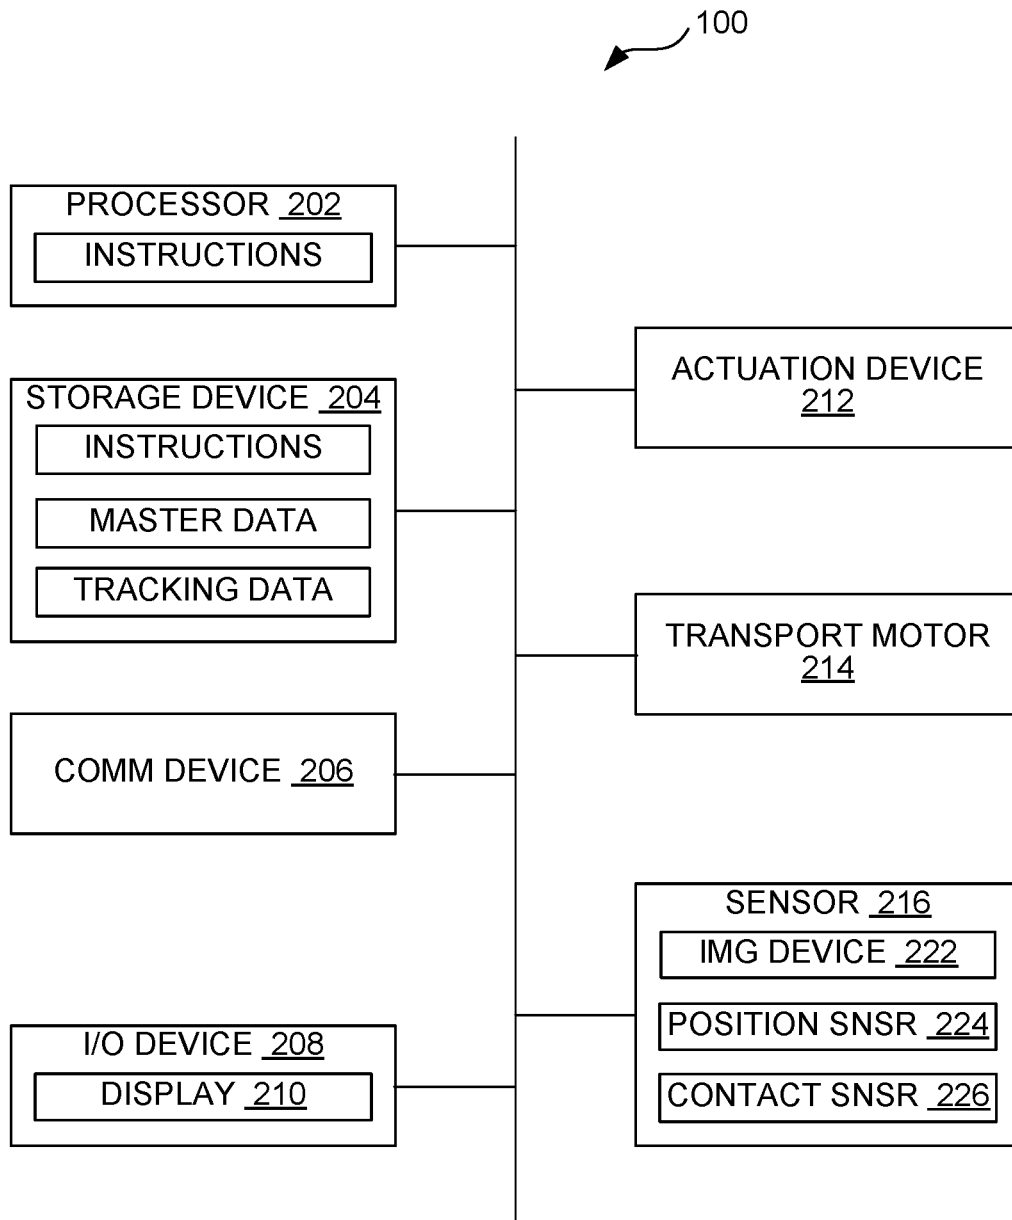 100
PROCESSOR 202
INSTRUCTIONS
STORAGE DEVICE 204
INSTRUCTIONS
MASTER DATA
TRACKING DATA
COMM DEVICE 206
I/O DEVICE 208
DISPLAY 210
ACTUATION DEVICE
212
TRANSPORT MOTOR
214
SENSOR 216
IMG DEVICE 222
POSITION SNSR 224
CONTACT SNSR 226